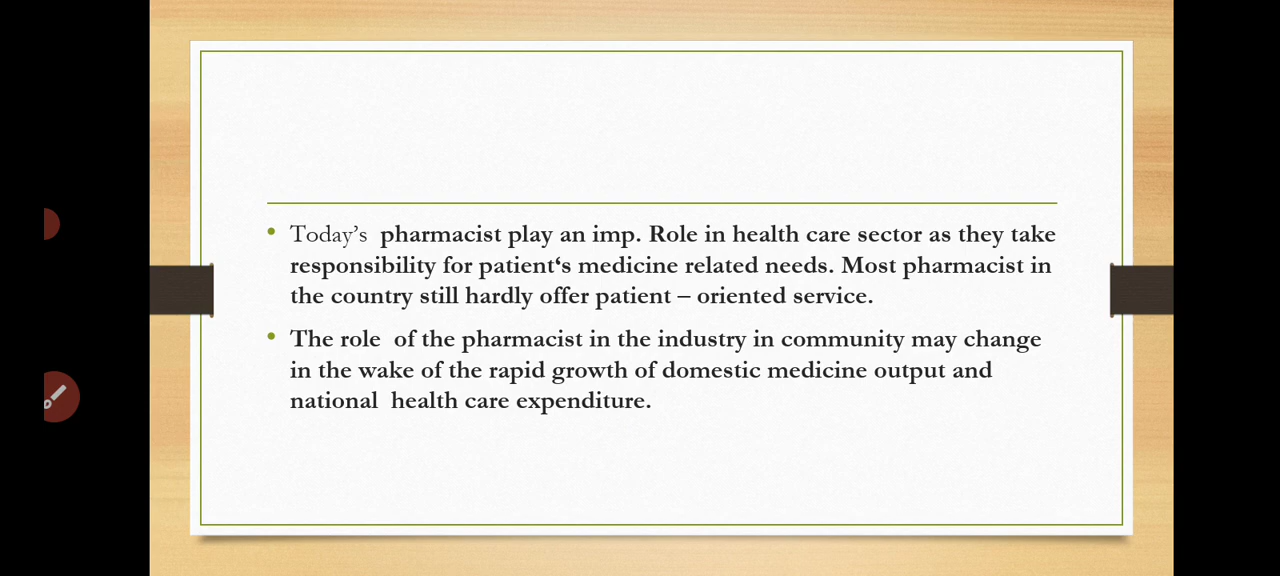 • Today’s  pharmacist play an imp. Role in health care sector as they take
responsibility for patient‘s medicine related needs. Most pharmacist in
the country still hardly offer patient – oriented service.
• The role  of the pharmacist in the industry in community may change
in the wake of the rapid growth of domestic medicine output and
national  health care expenditure.